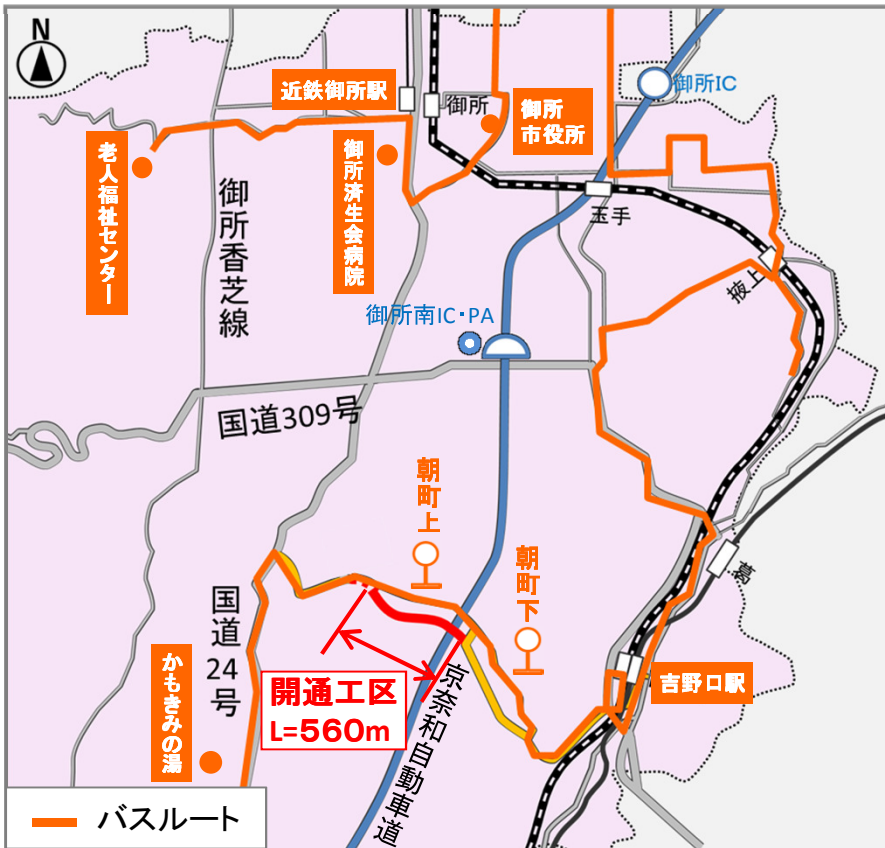 N
近鉄御所駅
御所
御所
市役所
御所IC
老人福祉センター
御所済生会病院
御所香芝線
玉手
掖上
御所南IC・PA
国道309号
朝町上
朝町下
葛
国道24号
開通工区
L=560m
吉野口駅
かもきみの湯
京奈和自動車道
バスルート